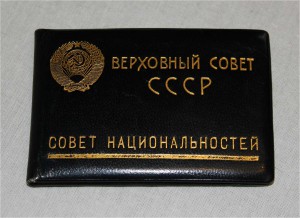 ВЕРХОВНЫЙ СОВЕТ
СССР
СОВЕТ НАЦИОНАЛЬНОСТЕЙ